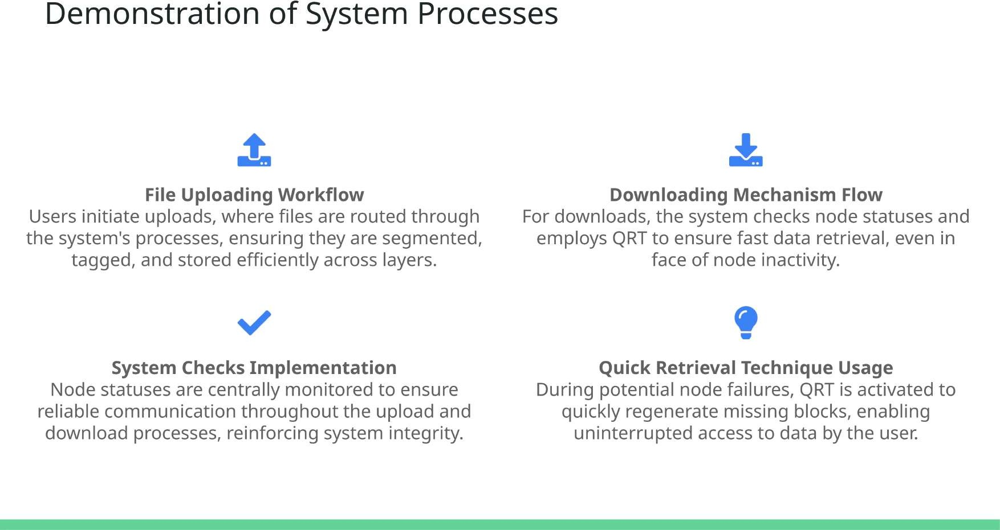 Demonstration of System Processes
File Uploading Workflow
Users initiate uploads, where files are routed through
the system's processes, ensuring they are segmented,
tagged, and stored efficiently across layers.
Downloading Mechanism Flow
For downloads, the system checks node statuses and
employs QRT to ensure fast data retrieval, even in
face of node inactivity.
System Checks Implementation
Node statuses are centrally monitored to ensure
reliable communication throughout the upload and
download processes, reinforcing system integrity.
Quick Retrieval Technique Usage
During potential node failures, QRT is activated to
quickly regenerate missing blocks, enabling
uninterrupted access to data by the user.